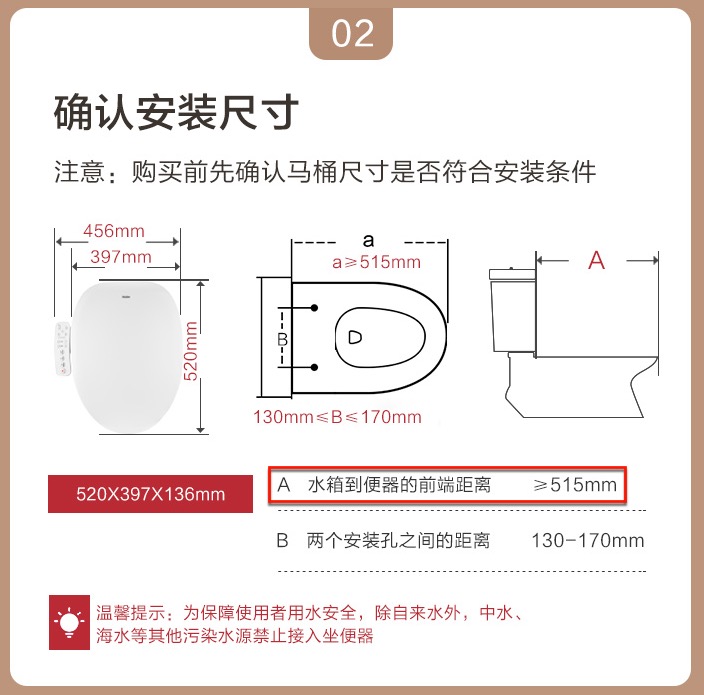 02
确认安装尺寸
注意：购买前先确认马桶尺寸是否符合安装条件
456mm
397mm
520mm
a
a≥515mm
B
130mm≤B≤170mm
A
520X397X136mm
A 水箱到便器的前端距离 ≥515mm
B 两个安装孔之间的距离 130-170mm
温馨提示：为保障使用者用水安全，除自来水外，中水、
海水等其他污染水源禁止接入坐便器